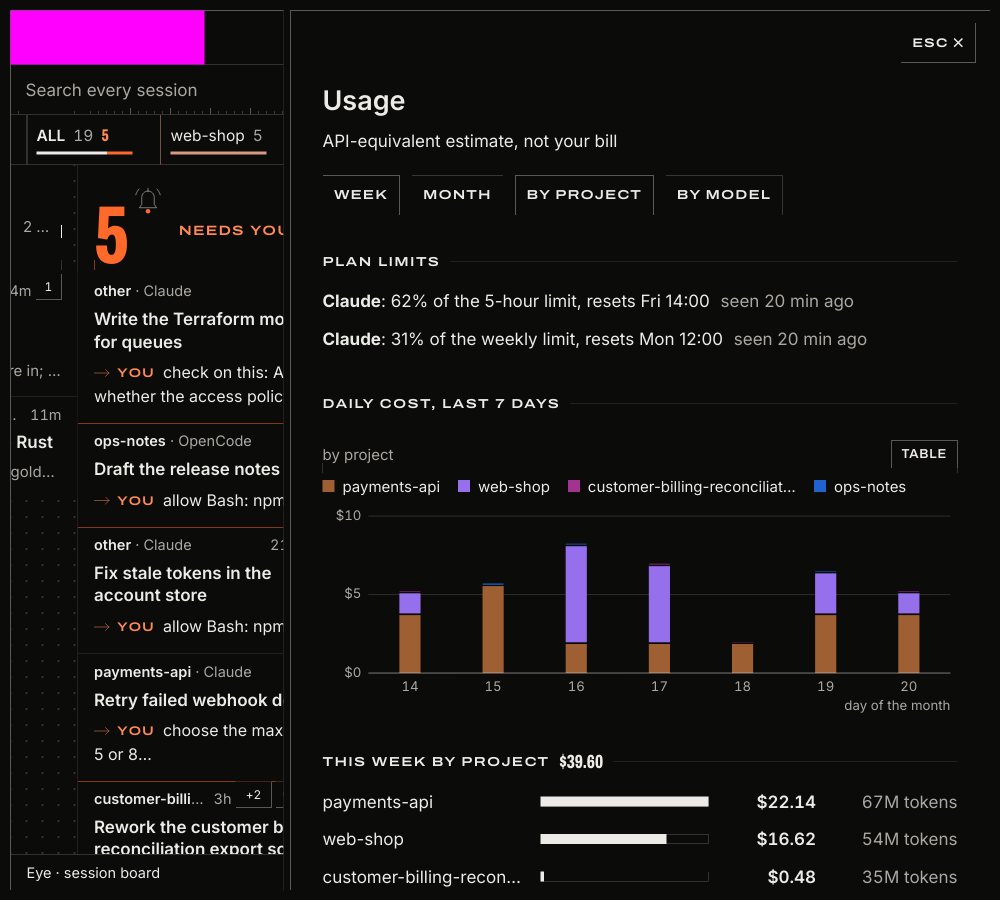 Search every session
ALL 19 5
web-shop 5
2 ...
4m 1
re in; ...
. 11m
Rust
gold...
5
NEEDS YOU
other · Claude
Write the Terraform mo
for queues
→ YOU check on this: A
whether the access polic
ops-notes · OpenCode
Draft the release notes
→ YOU allow Bash: npm
other · Claude 21
Fix stale tokens in the
account store
→ YOU allow Bash: npm
payments-api · Claude
Retry failed webhook d
→ YOU choose the max
5 or 8...
customer-billi... 3h +2
Rework the customer b
reconciliation export sc
Eye · session board
ESC ✕
Usage
API-equivalent estimate, not your bill
WEEK
MONTH
BY PROJECT
BY MODEL
PLAN LIMITS
Claude: 62% of the 5-hour limit, resets Fri 14:00 seen 20 min ago
Claude: 31% of the weekly limit, resets Mon 12:00 seen 20 min ago
DAILY COST, LAST 7 DAYS
by project
TABLE
payments-api web-shop customer-billing-reconciliat... ops-notes
$10
$5
$0
14 15 16 17 18 19 20
day of the month
THIS WEEK BY PROJECT $39.60
payments-api $22.14 67M tokens
web-shop $16.62 54M tokens
customer-billing-recon... $0.48 35M tokens